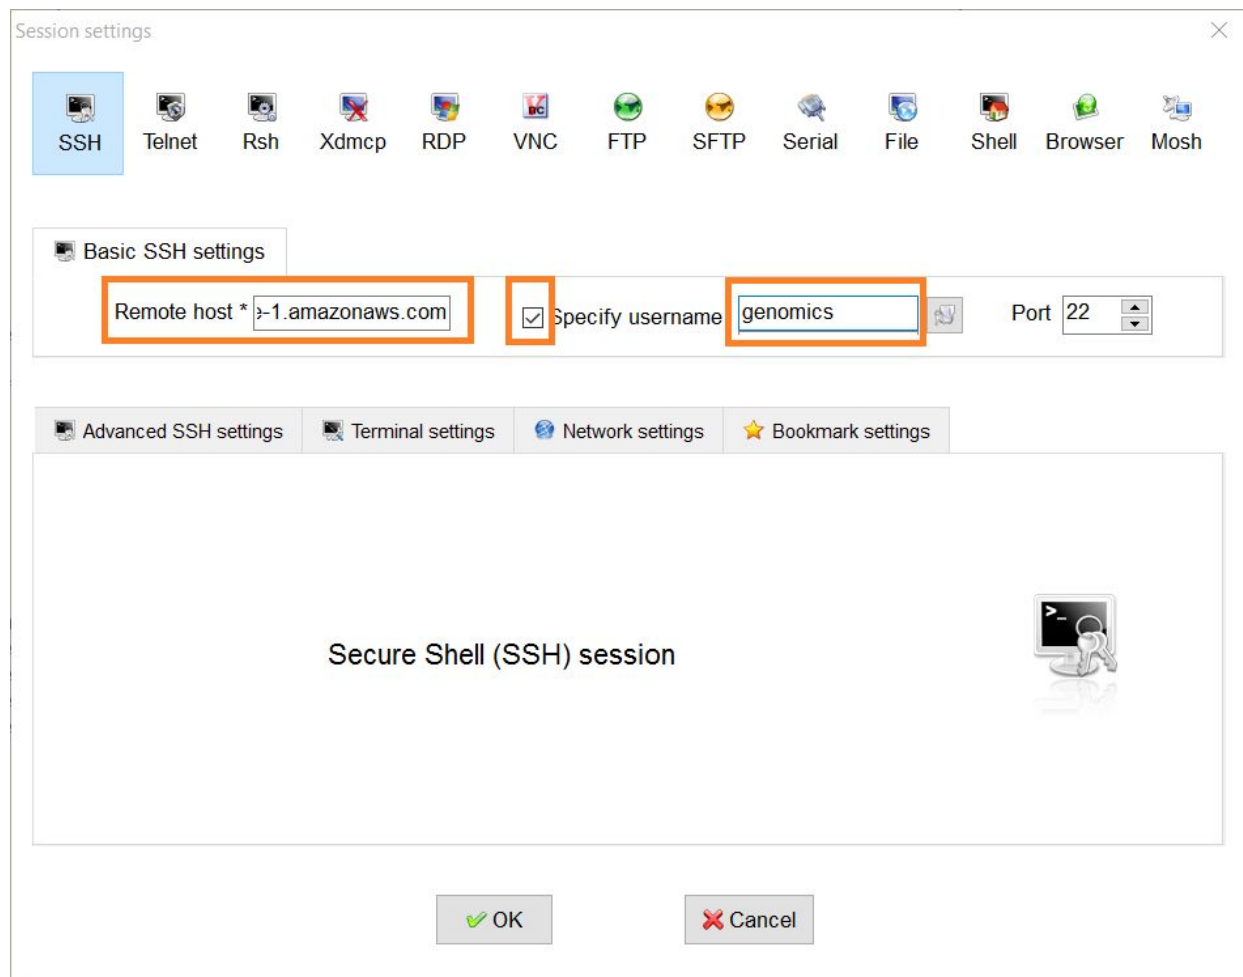 Session settings
SSH Telnet Rsh Xdmcp RDP VNC FTP SFTP Serial File Shell Browser Mosh
Basic SSH settings
Remote host * e-1.amazonaws.com Specify username genomics Port 22
Advanced SSH settings Terminal settings Network settings Bookmark settings
Secure Shell (SSH) session
OK Cancel